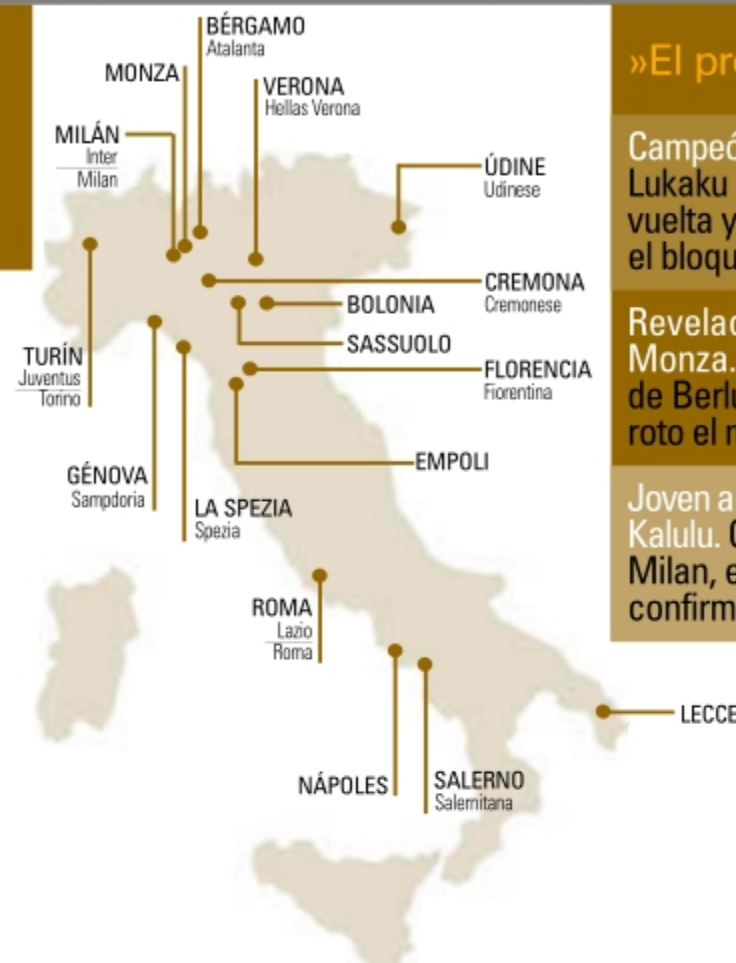 BÉRGAMO
Atalanta
MONZA
VERONA
Hellas Verona
MILÁN
Inter
Milan
ÚDINE
Udinese
CREMONA
Cremonese
BOLONIA
SASSUOLO
TURÍN
Juventus
Torino
FLORENCIA
Fiorentina
EMPOLI
GÉNOVA
Sampdoria
LA SPEZIA
Spezia
ROMA
Lazio
Roma
LECCE
NÁPOLES
SALERNO
Salernitana
»El pr
Campeó
Lukaku
vuelta y
el bloqu
Revelac
Monza.
de Berlu
roto el
Joven a
Kalulu.
Milan, e
confirm